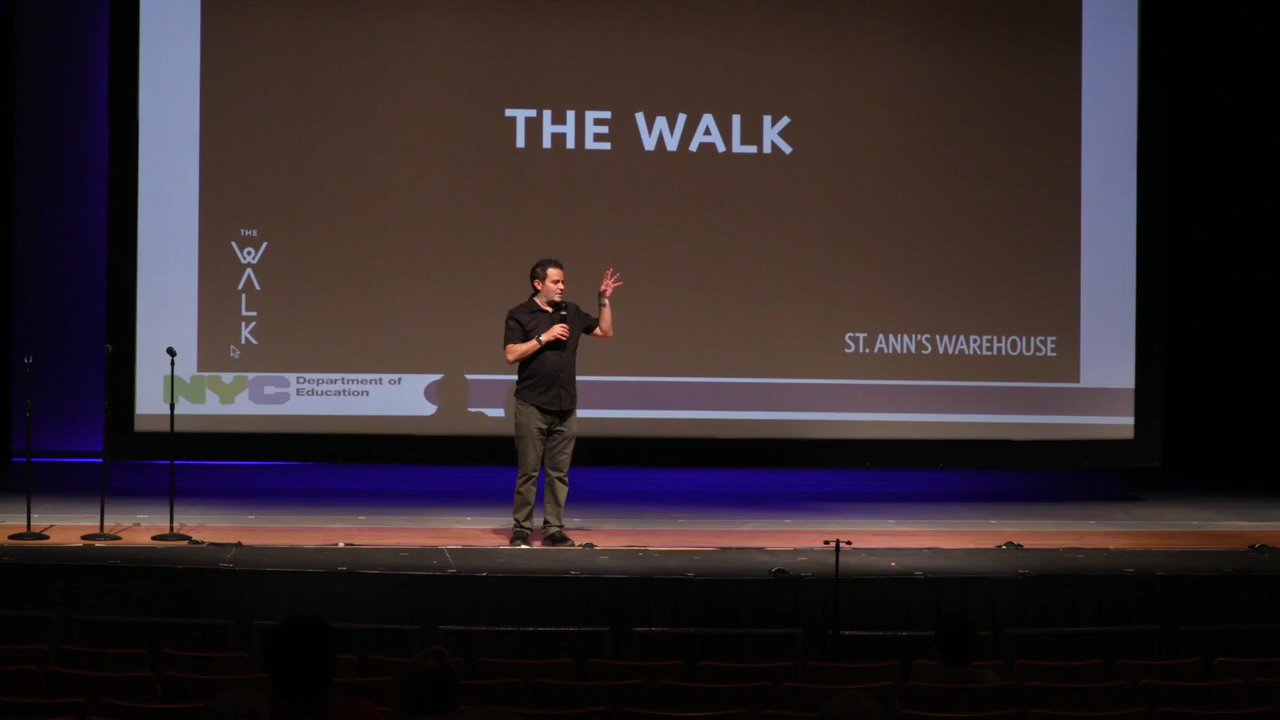 THE WALK
THE
W
A
L
K
ST. ANN'S WAREHOUSE
NYC
Department of
Education